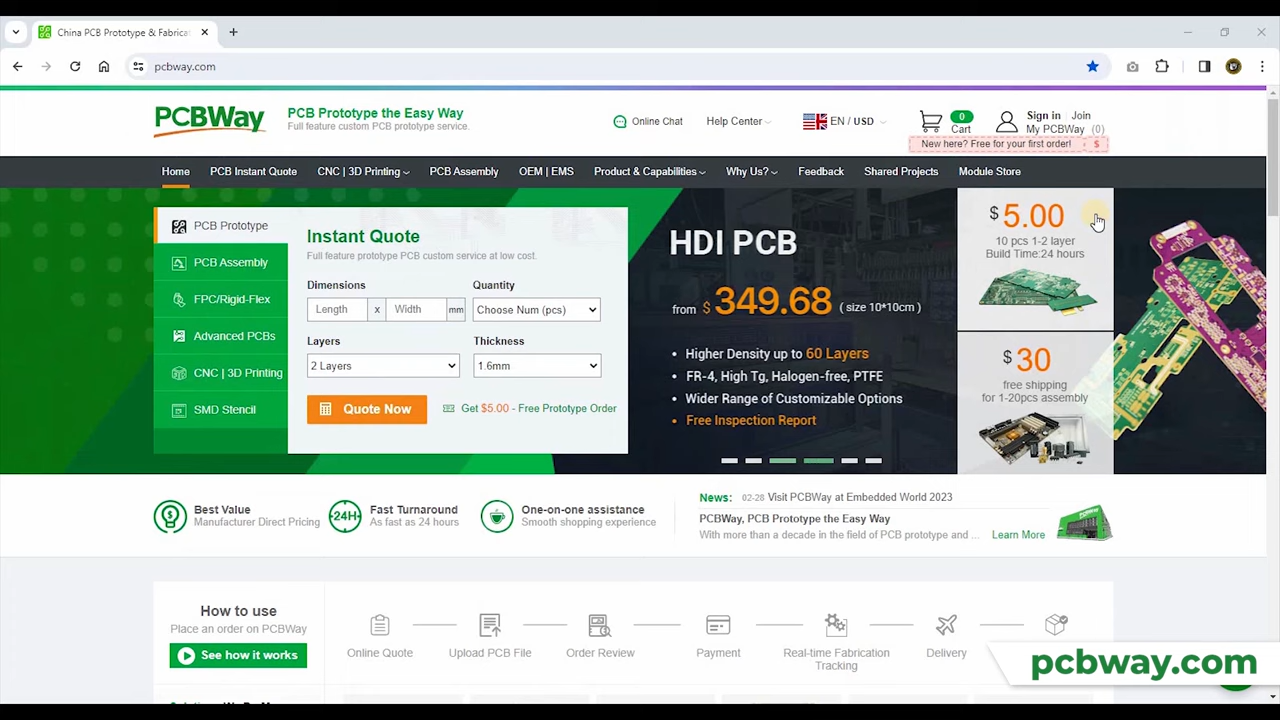 China PCB Prototype & Fabrica
pcbway.com
PCBWay
PCB Prototype the Easy Way
Full feature custom PCB prototype service.
Online Chat
Help Center
EN / USD
0
Cart
Sign in
Join
My PCBWay (0)
New here? Free for your first order! $
Home
PCB Instant Quote
CNC | 3D Printing
PCB Assembly
OEM | EMS
Product & Capabilities
Why Us?
Feedback
Shared Projects
Module Store
PCB Prototype
PCB Assembly
FPC/Rigid-Flex
Advanced PCBs
CNC | 3D Printing
SMD Stencil
Instant Quote
Full feature prototype PCB custom service at low cost.
Dimensions
Quantity
Length x Width mm
Choose Num (pcs)
Layers
Thickness
2 Layers
1.6mm
Quote Now
Get $5.00 - Free Prototype Order
HDI PCB
from $ 349.68 ( size 10*10cm )
• Higher Density up to 60 Layers
• FR-4, High Tg, Halogen-free, PTFE
• Wider Range of Customizable Options
• Free Inspection Report
$ 5.00
10 pcs 1-2 layer
Build Time:24 hours
$ 30
free shipping
for 1-20pcs assembly
Best Value
Manufacturer Direct Pricing
24H
Fast Turnaround
As fast as 24 hours
One-on-one assistance
Smooth shopping experience
News: 02-28 Visit PCBWay at Embedded World 2023
PCBWay, PCB Prototype the Easy Way
With more than a decade in the field of PCB prototype and ...
Learn More
How to use
Place an order on PCBWay
See how it works
Online Quote
Upload PCB File
Order Review
Payment
Real-time Fabrication
Tracking
Delivery
pcbway.com